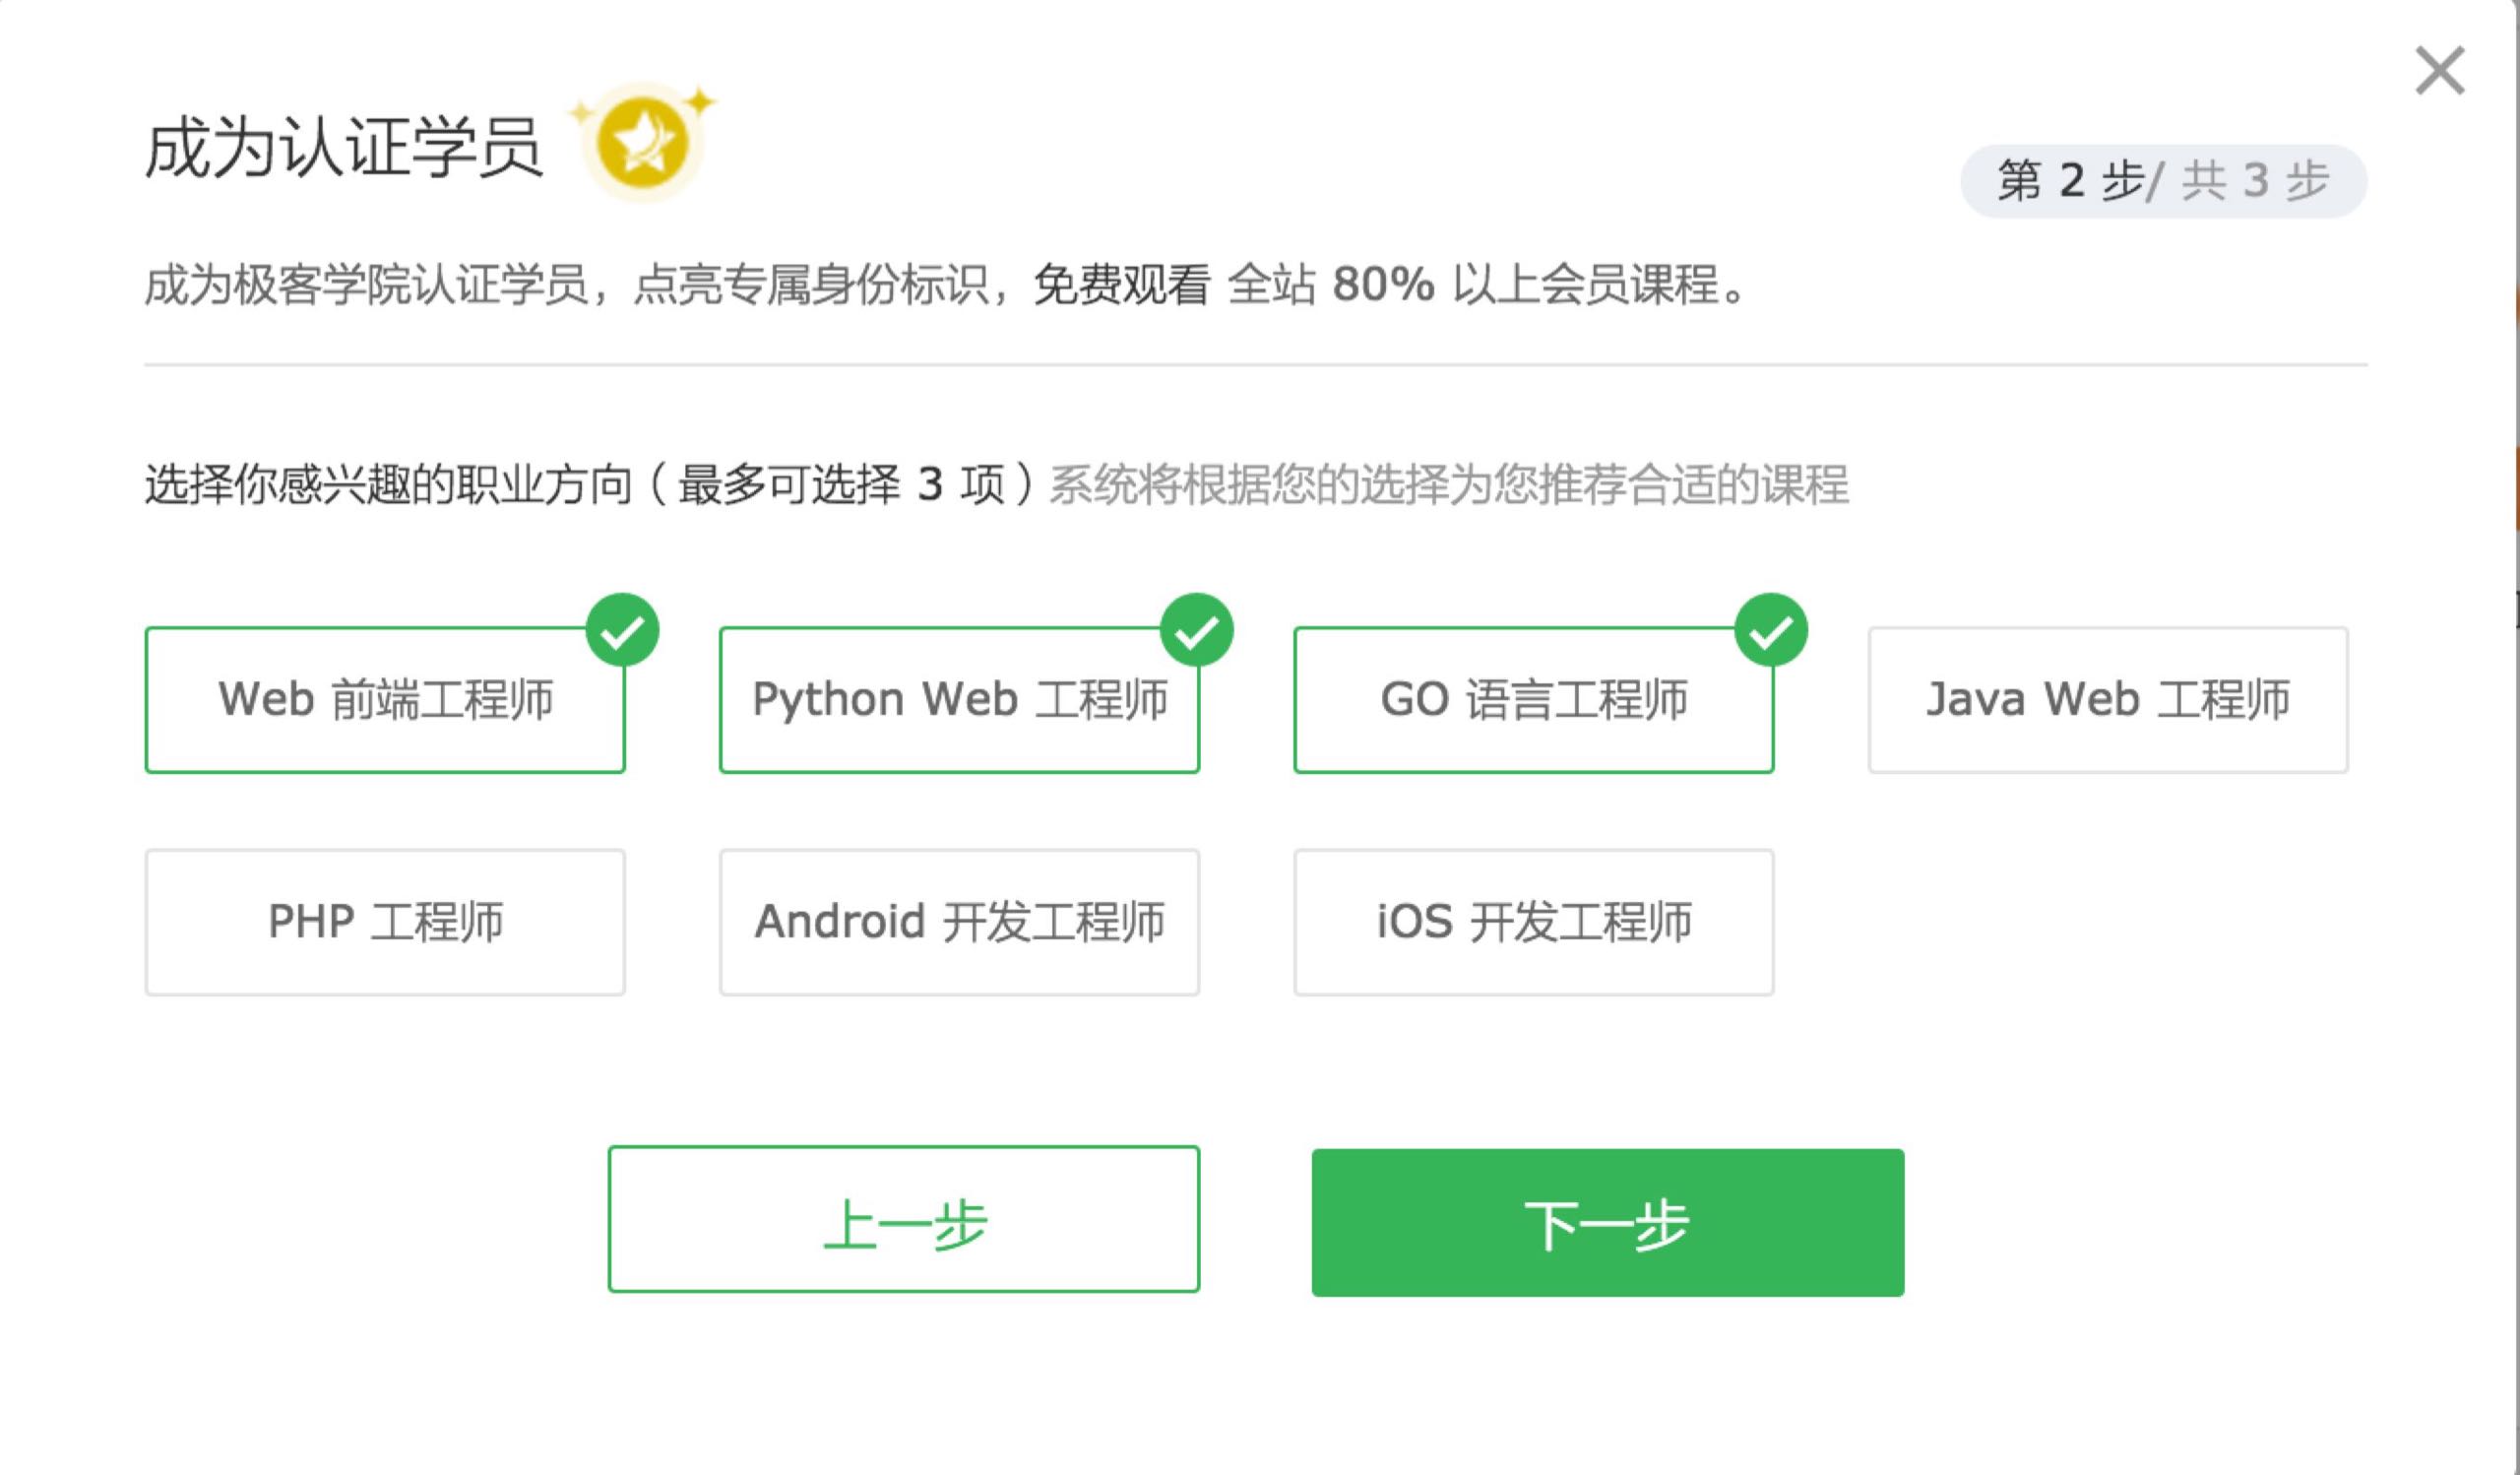 成为认证学员
第 2 步/ 共 3 步
成为极客学院认证学员，点亮专属身份标识，免费观看 全站 80% 以上会员课程。
选择你感兴趣的职业方向（最多可选择 3 项）系统将根据您的选择为您推荐合适的课程
Web 前端工程师
Python Web 工程师
GO 语言工程师
Java Web 工程师
PHP 工程师
Android 开发工程师
iOS 开发工程师
上一步
下一步